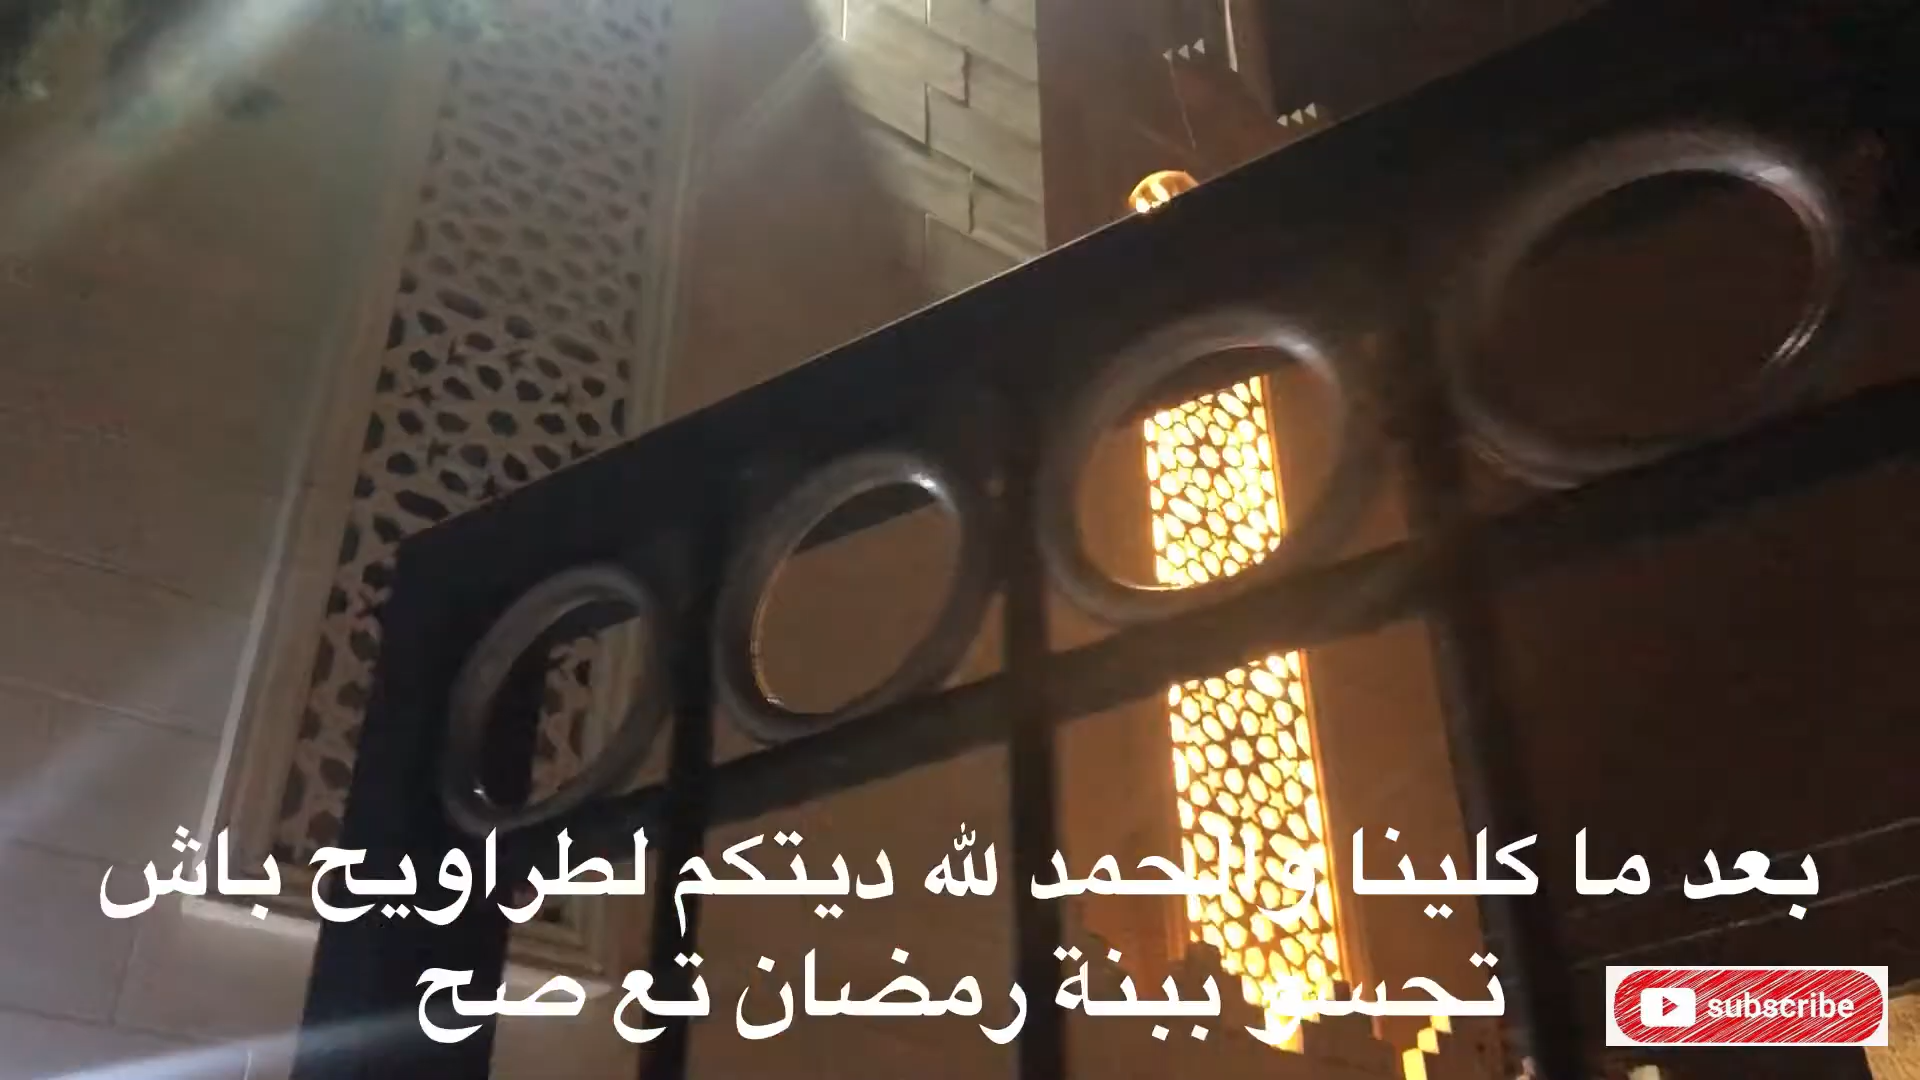 بعد ما كلينا والحمد لله ديتكم لطراويح باش
تحسو ببنة رمضان تع صح
subscribe